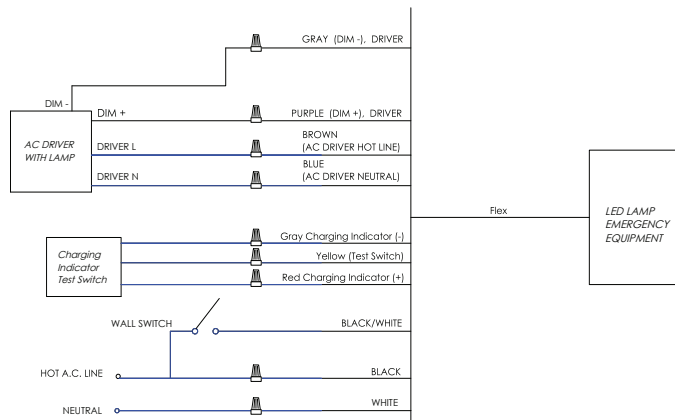 GRAY (DIM -), DRIVER
DIM -
DIM +
PURPLE (DIM +), DRIVER
AC DRIVER
WITH LAMP
DRIVER L
BROWN
(AC DRIVER HOT LINE)
DRIVER N
BLUE
(AC DRIVER NEUTRAL)
Flex
LED LAMP
EMERGENCY
EQUIPMENT
Charging
Indicator
Test Switch
Gray Charging Indicator (-)
Yellow (Test Switch)
Red Charging Indicator (+)
WALL SWITCH
BLACK/WHITE
HOT A.C. LINE
BLACK
NEUTRAL
WHITE